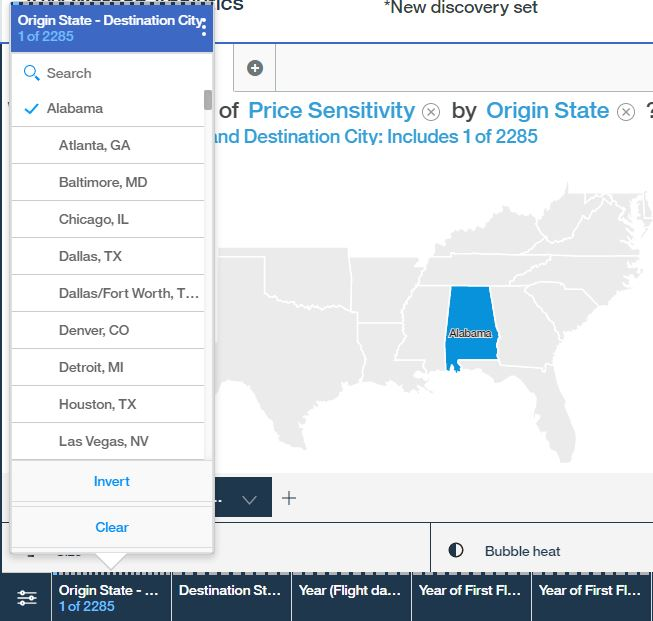 *New discovery set
Origin State - Destination City
1 of 2285
Search
Alabama
Atlanta, GA
Baltimore, MD
Chicago, IL
Dallas, TX
Dallas/Fort Worth, T...
Denver, CO
Detroit, MI
Houston, TX
Las Vegas, NV
Invert
Clear
of Price Sensitivity by Origin State ?
and Destination City: Includes 1 of 2285
Alabama
...
Bubble heat
Origin State - ...
1 of 2285
Destination St...
Year (Flight da...
Year of First Fl...
Year of First Fl...